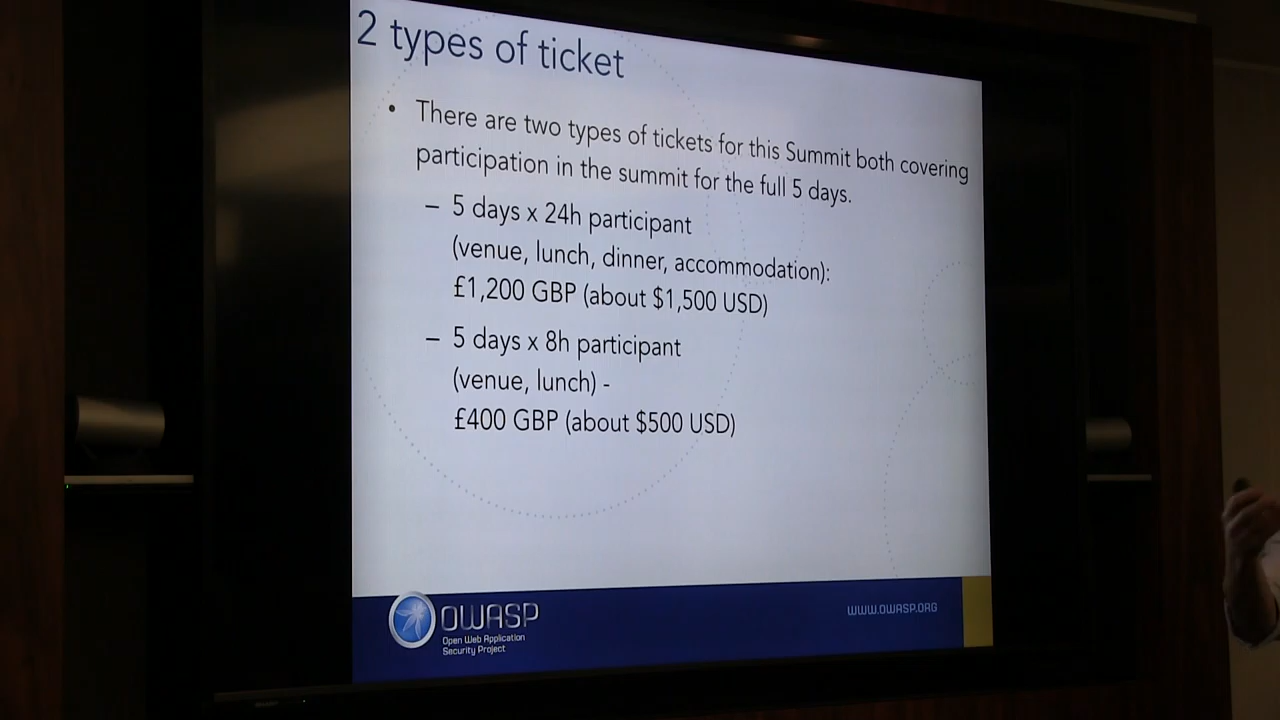 2 types of ticket
• There are two types of tickets for this Summit both covering
participation in the summit for the full 5 days.
– 5 days x 24h participant
(venue, lunch, dinner, accommodation):
£1,200 GBP (about $1,500 USD)
– 5 days x 8h participant
(venue, lunch) -
£400 GBP (about $500 USD)
OWASP
Open Web Application
Security Project
WWW.OWASP.ORG